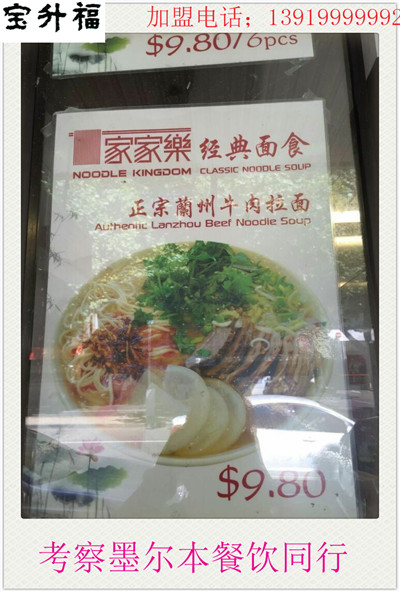 宝升福
加盟电话；13919999992
$9.80/6pcs
家家樂 经典面食
NOODLE KINGDOM CLASSIC NOODLE SOUP
正宗蘭州牛肉拉面
Authentic Lanzhou Beef Noodle Soup
$9.80
考察墨尔本餐饮同行